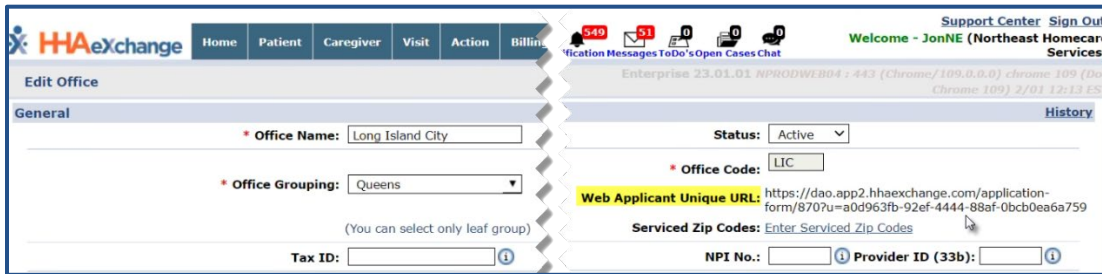 HHAeXchange Home Patient Caregiver Visit Action Billing
549 51 0 0 0
fication Messages ToDo's Open Cases Chat
Support Center Sign Out
Welcome - JonNE (Northeast Homecare
Services
Edit Office
Enterprise 23.01.01 NPRODWEB04 : 443 (Chrome/109.0.0.0) chrome 109 (Do
Chrome 109) 2/01 12:13 ES
General
History
* Office Name: Long Island City
Status: Active
* Office Code: LIC
* Office Grouping: Queens
Web Applicant Unique URL: https://dao.app2.hhaexchange.com/application-
form/870?u=a0d963fb-92ef-4444-88af-0bcb0ea6a759
(You can select only leaf group)
Serviced Zip Codes: Enter Serviced Zip Codes
Tax ID:
NPI No.: Provider ID (33b):